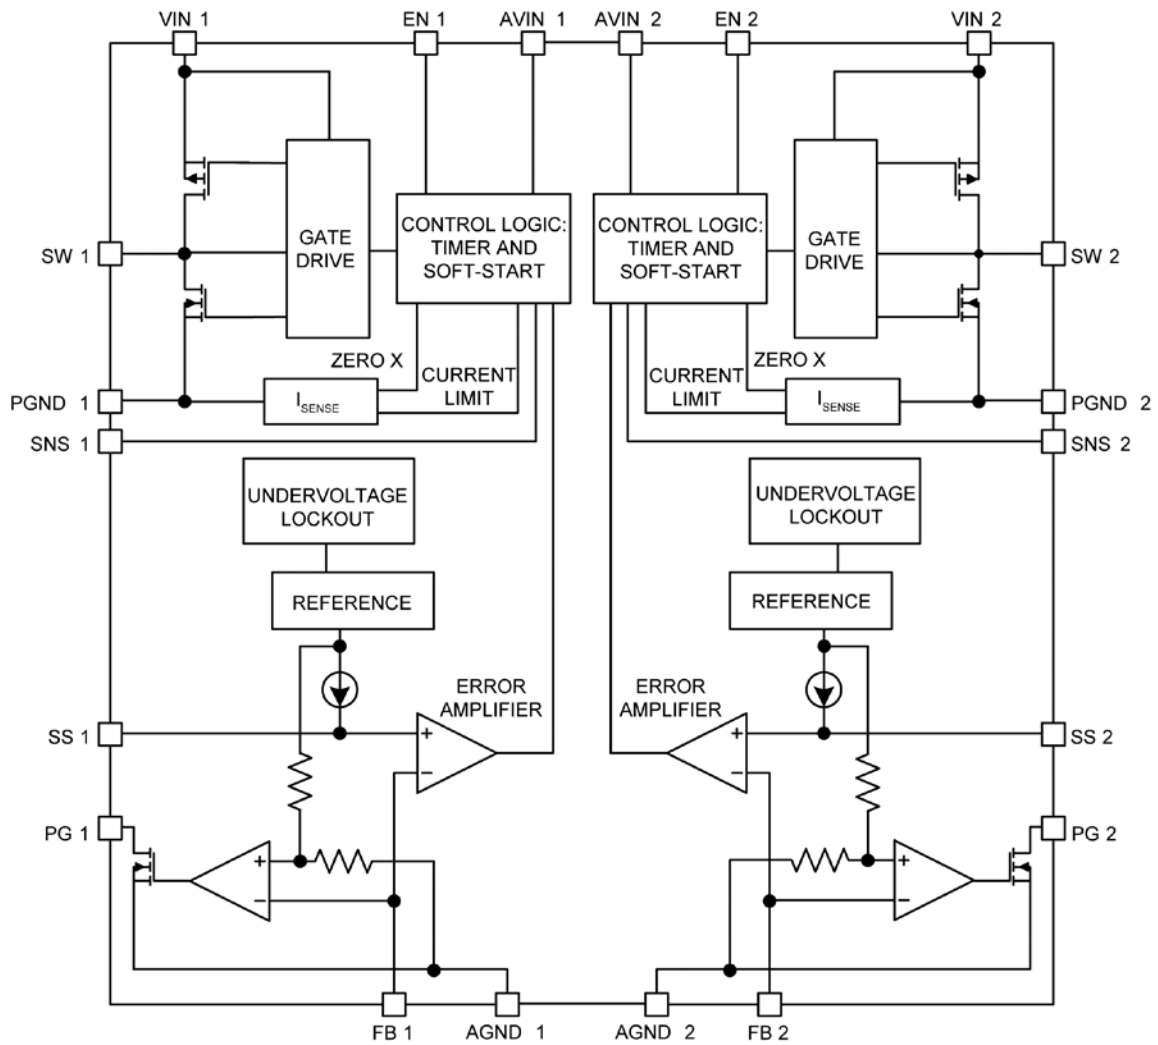 VIN 1
EN 1
AVIN 1
AVIN 2
EN 2
VIN 2
SW 1
GATE
DRIVE
CONTROL LOGIC:
TIMER AND
SOFT-START
CONTROL LOGIC:
TIMER AND
SOFT-START
GATE
DRIVE
SW 2
ZERO X
CURRENT
LIMIT
CURRENT
LIMIT
ZERO X
PGND 1
ISENSE
ISENSE
PGND 2
SNS 1
SNS 2
UNDERVOLTAGE
LOCKOUT
UNDERVOLTAGE
LOCKOUT
REFERENCE
REFERENCE
ERROR
AMPLIFIER
ERROR
AMPLIFIER
SS 1
+
−
+
−
SS 2
PG 1
+
−
+
−
PG 2
FB 1
AGND 1
AGND 2
FB 2